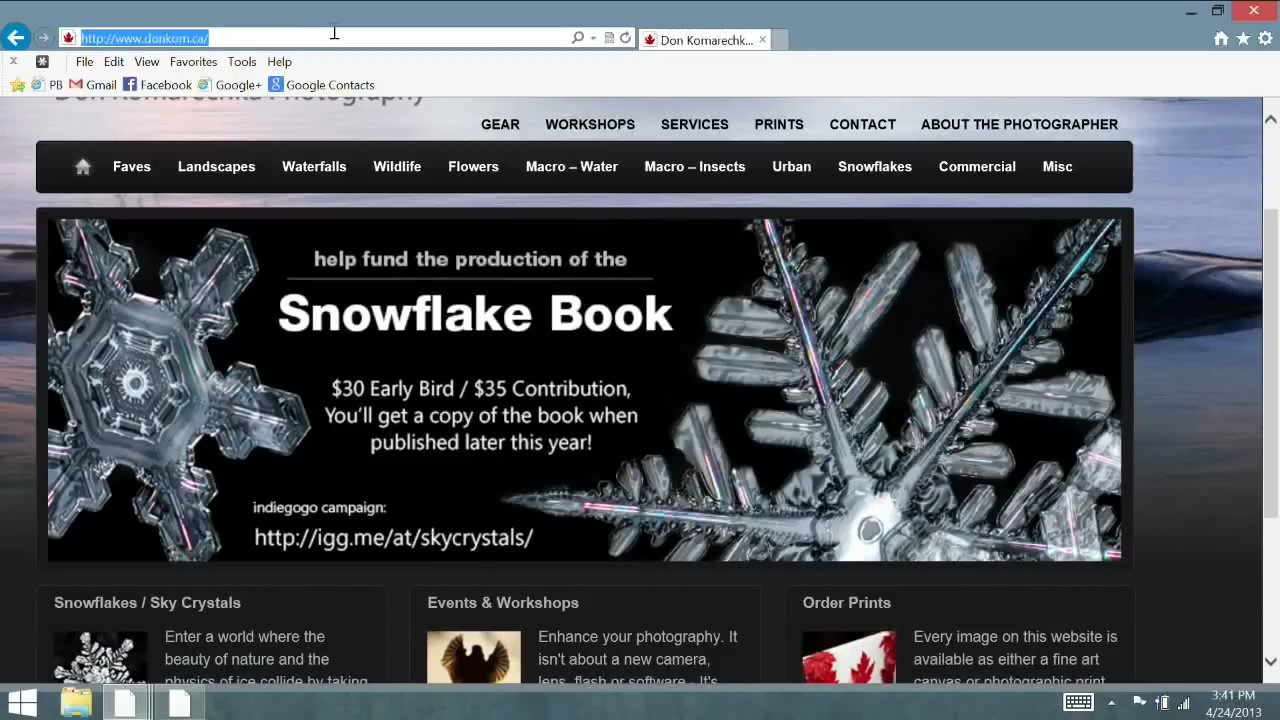 http://www.donkom.ca/
Don Komarechk...
File Edit View Favorites Tools Help
PB Gmail Facebook Google+ Google Contacts
Don Komarechka Photography
GEAR WORKSHOPS SERVICES PRINTS CONTACT ABOUT THE PHOTOGRAPHER
Faves Landscapes Waterfalls Wildlife Flowers Macro – Water Macro – Insects Urban Snowflakes Commercial Misc
help fund the production of the
Snowflake Book
$30 Early Bird / $35 Contribution,
You'll get a copy of the book when
published later this year!
indiegogo campaign:
http://igg.me/at/skycrystals/
Snowflakes / Sky Crystals
Enter a world where the
beauty of nature and the
physics of ice collide by taking
Events & Workshops
Enhance your photography. It
isn't about a new camera,
lens, flash or software - It's
Order Prints
Every image on this website is
available as either a fine art
canvas or photographic print
3:41 PM
4/24/2013